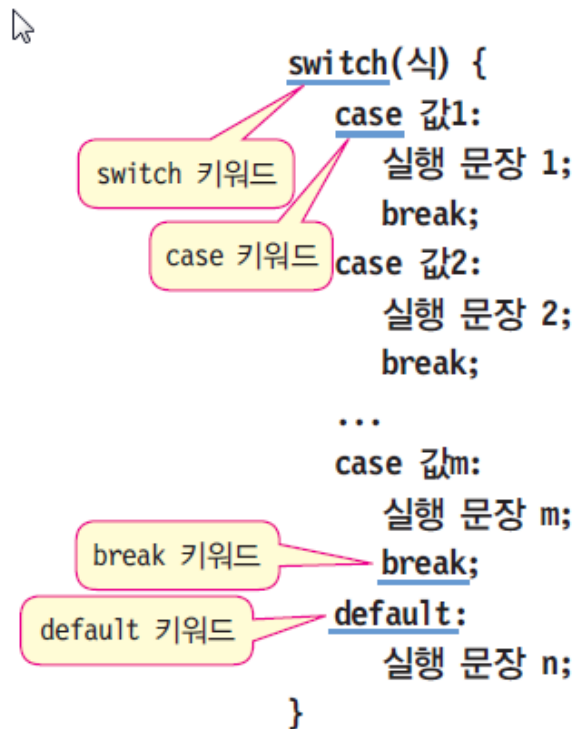 switch(식) {
case 값1:
switch 키워드
실행 문장 1;
break;
case 키워드
case 값2:
실행 문장 2;
break;
...
case 값m:
실행 문장 m;
break 키워드
break;
default 키워드
default:
실행 문장 n;
}